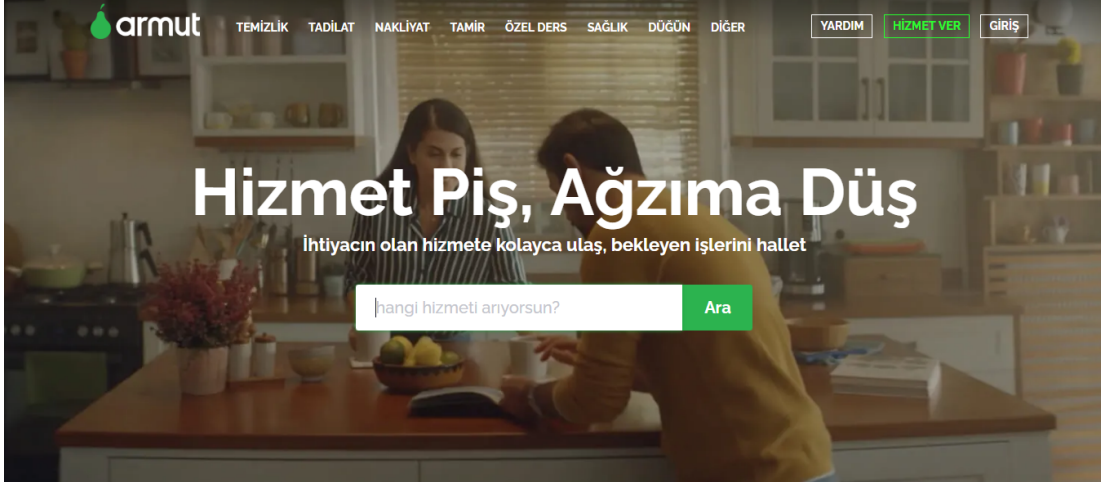 armut
TEMİZLİK TADİLAT NAKLİYAT TAMİR ÖZEL DERS SAĞLIK DÜĞÜN DİĞER YARDIM HİZMET VER GİRİŞ
Hizmet Piş, Ağzıma Düş
İhtiyacın olan hizmete kolayca ulaş, bekleyen işlerini hallet
hangi hizmeti arıyorsun? Ara